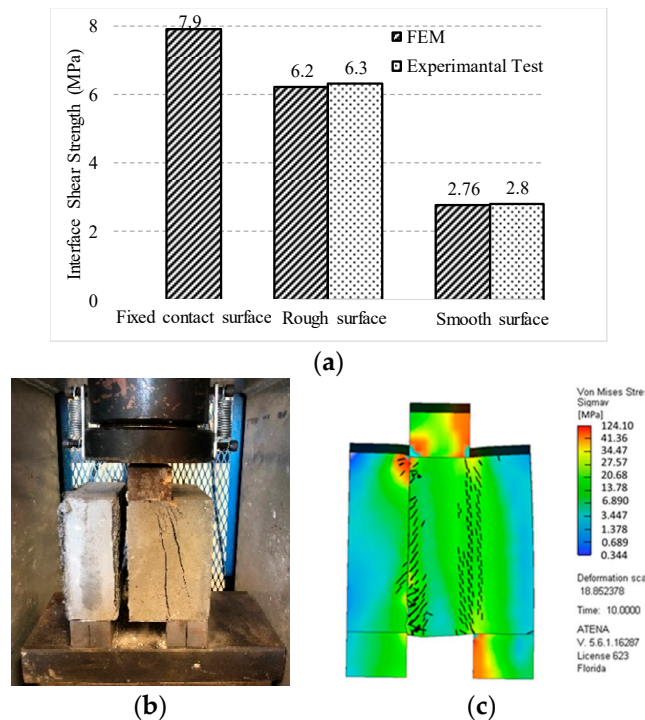 8
6
4
2
0
Interface Shear Strength (MPa)
7.9
6.2
6.3
2.76
2.8
FEM
Experimantal Test
Fixed contact surface
Rough surface
Smooth surface
(a)
Von Mises Stres
Sigmav
[MPa]
124.10
41.36
34.47
27.57
20.68
13.78
6.890
3.447
1.378
0.689
0.344
Deformation sca
18.852378
Time: 10.0000
ATENA
V. 5.6.1.16287
License 623
Florida
(b)
(c)